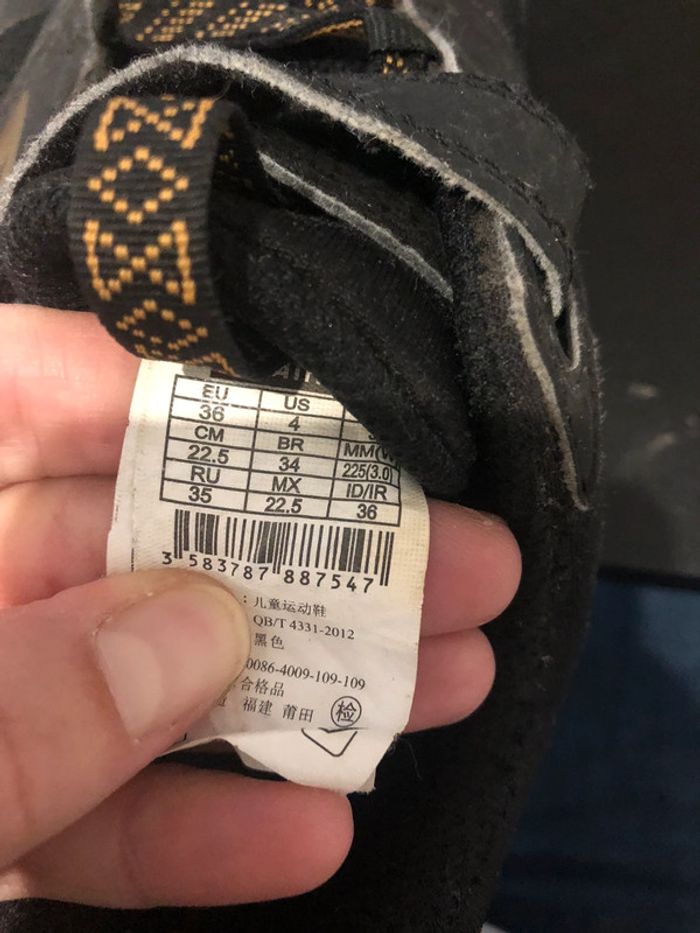 EU US
36 4
CM BR MM(W
22.5 34 225(3.0)
RU MX ID/IR
35 22.5 36
3 583787 887547
: 儿童运动鞋
QB/T 4331-2012
黑色
0086-4009-109-109
合格品
福建 莆田 检